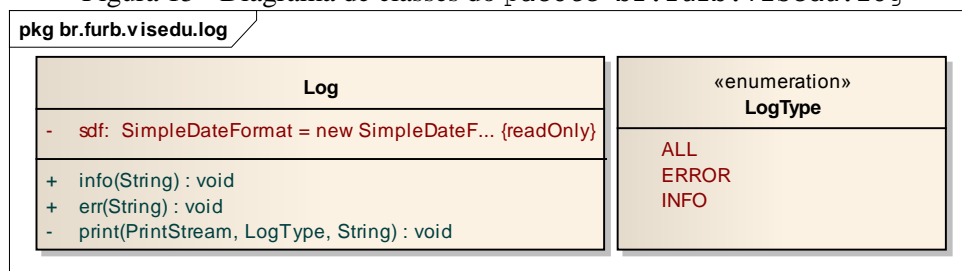 pkg br.furb.visedu.log
Log
- sdf: SimpleDateFormat = new SimpleDateF... {readOnly}
+ info(String) : void
+ err(String) : void
- print(PrintStream, LogType, String) : void
«enumeration»
LogType
ALL
ERROR
INFO